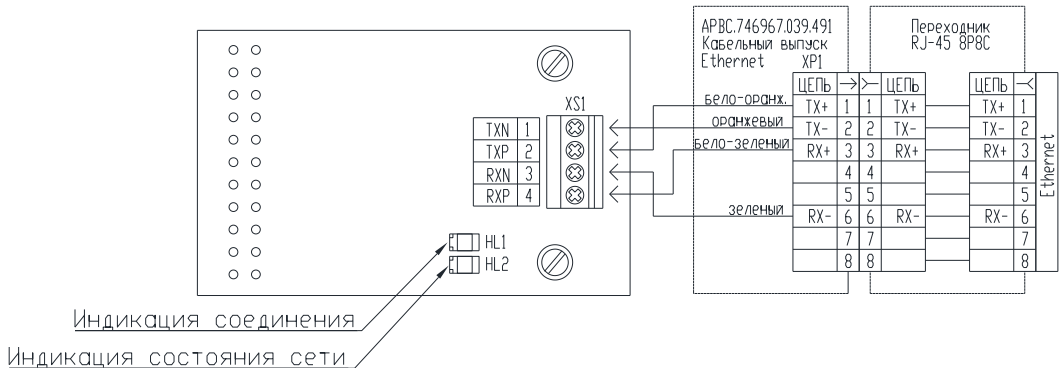 АРВС.746967.039.491
Кабельный выпуск
Ethernet XP1
Переходник
RJ-45 8P8C
XS1
TXN 1
TXP 2
RXN 3
RXP 4
HL1
HL2
бело-оранж.
оранжевый
бело-зеленый
зеленый
ЦЕПЬ ЦЕПЬ ЦЕПЬ
TX+ 1 1 TX+ TX+ 1
TX- 2 2 TX- TX- 2
RX+ 3 3 RX+ RX+ 3
4 4 4
5 5 5
RX- 6 6 RX- RX- 6
7 7 7
8 8 8
Ethernet
Индикация соединения
Индикация состояния сети